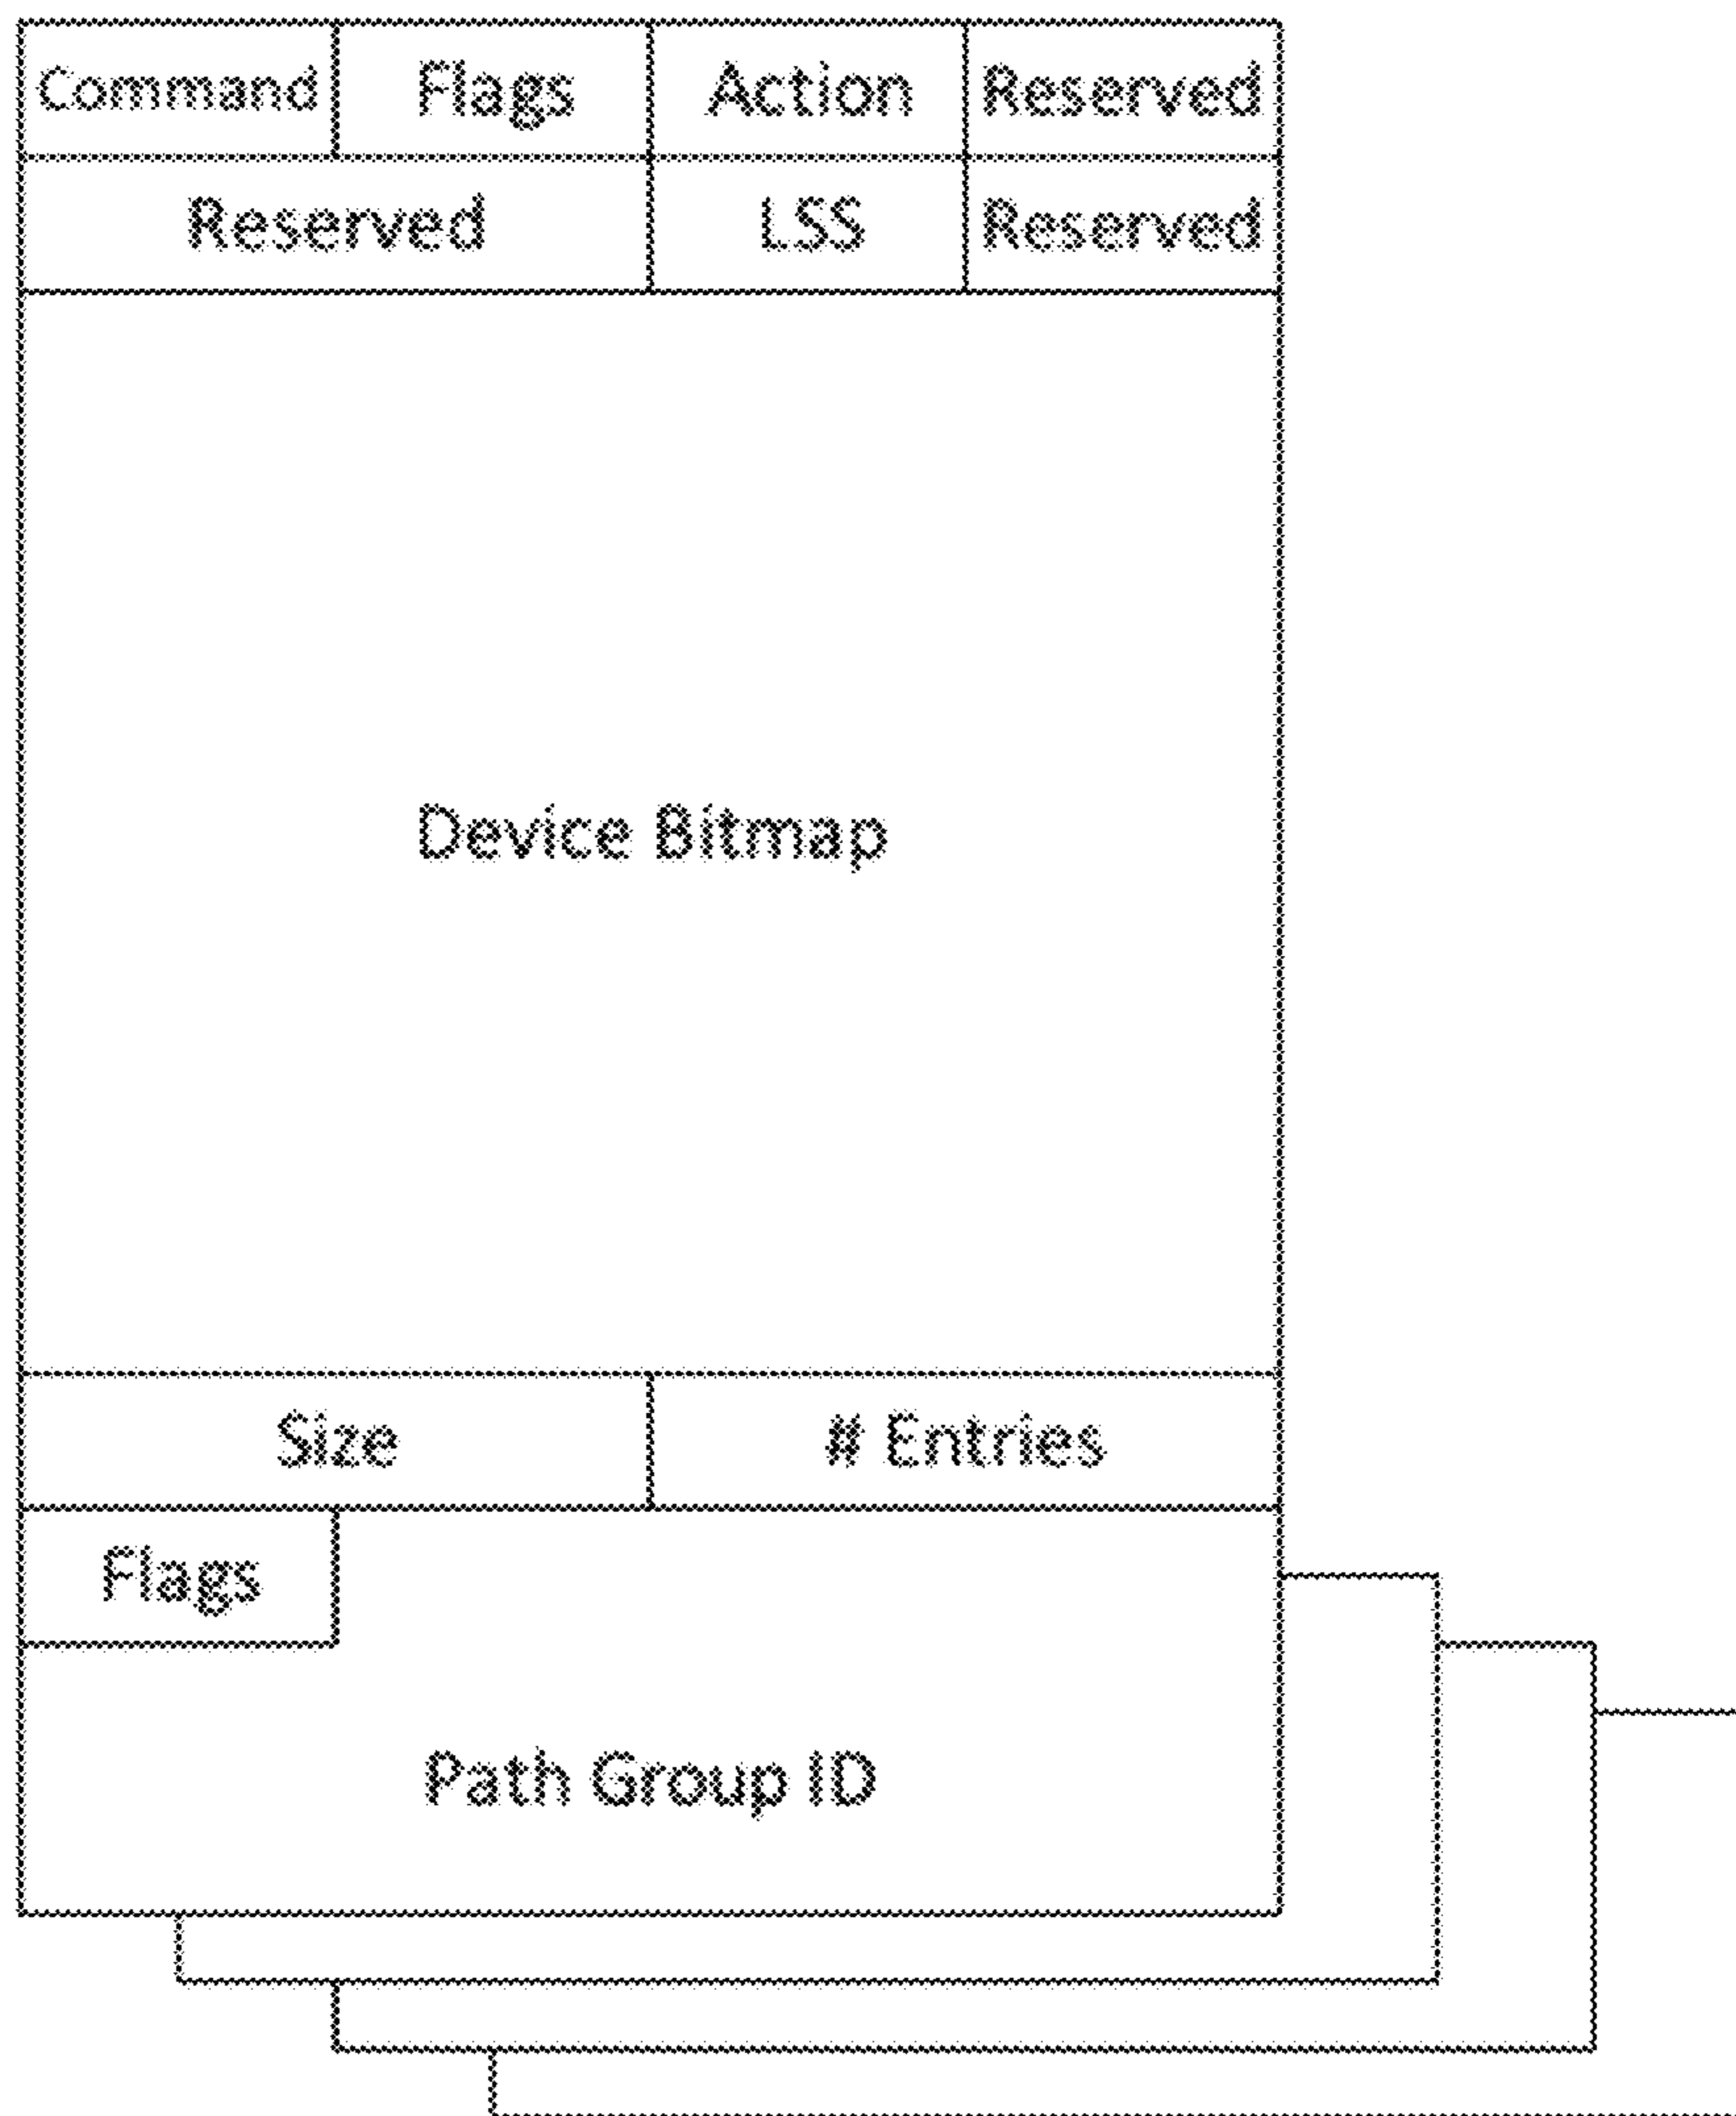 Command Flags Action Reserved
Reserved LSS Reserved
Device Bitmap
Size # Entries
Flags
Path Group ID